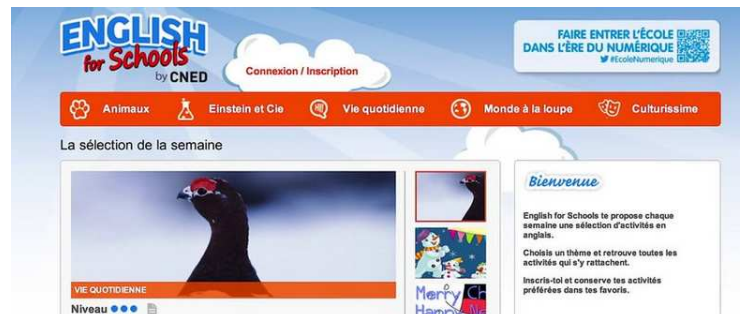 ENGLISH
for Schools
by CNED
Connexion / Inscription
FAIRE ENTRER L'ÉCOLE
DANS L'ÈRE DU NUMÉRIQUE
#EcoleNumerique
Animaux
Einstein et Cie
Vie quotidienne
Monde à la loupe
Culturissime
La sélection de la semaine
VIE QUOTIDIENNE
Niveau
Merry Ch
Happy Ne
Bienvenue
English for Schools te propose chaque
semaine une sélection d'activités en
anglais.
Choisis un thème et retrouve toutes les
activités qui s'y rattachent.
Inscris-toi et conserve tes activités
préférées dans tes favoris.